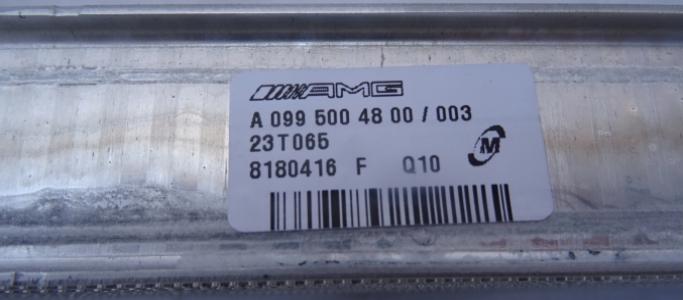 AMG
A 099 500 48 00 / 003
23T065
8180416 F Q10
M